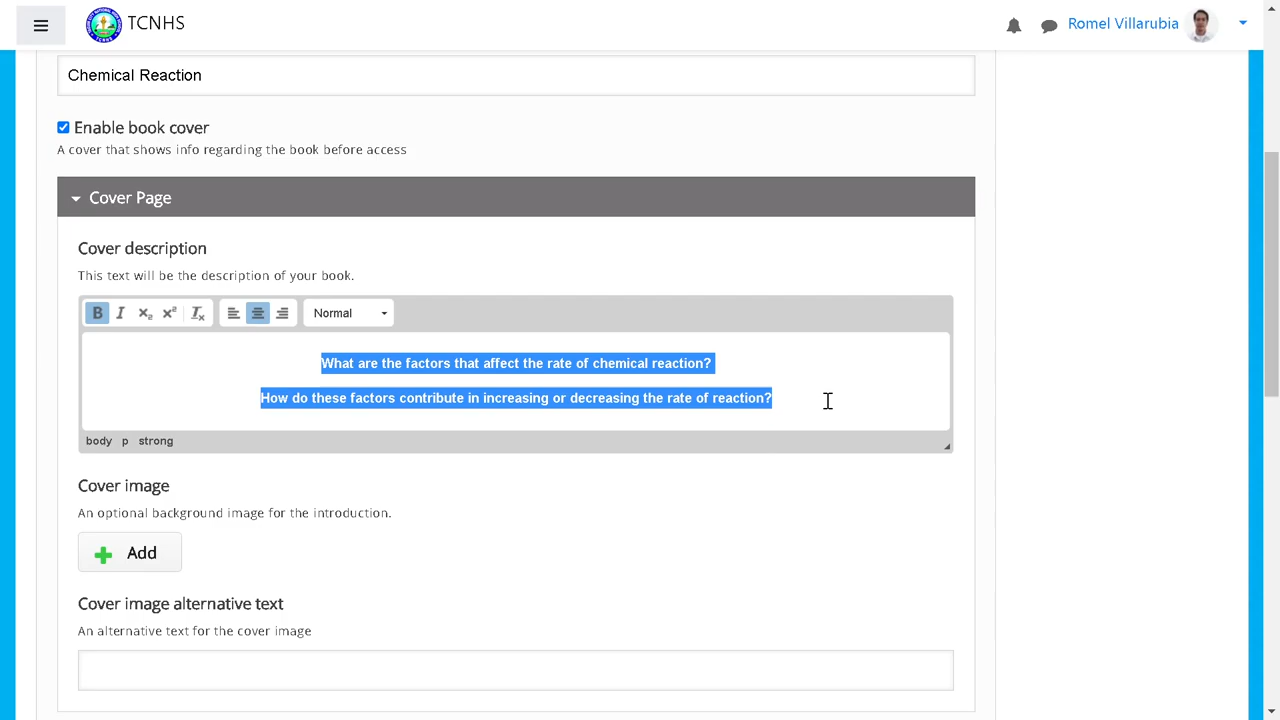 TCNHS
Romel Villarubia
Chemical Reaction
Enable book cover
A cover that shows info regarding the book before access
Cover Page
Cover description
This text will be the description of your book.
B I x₂ x² Tx Normal
What are the factors that affect the rate of chemical reaction?
How do these factors contribute in increasing or decreasing the rate of reaction?
body p strong
Cover image
An optional background image for the introduction.
Add
Cover image alternative text
An alternative text for the cover image